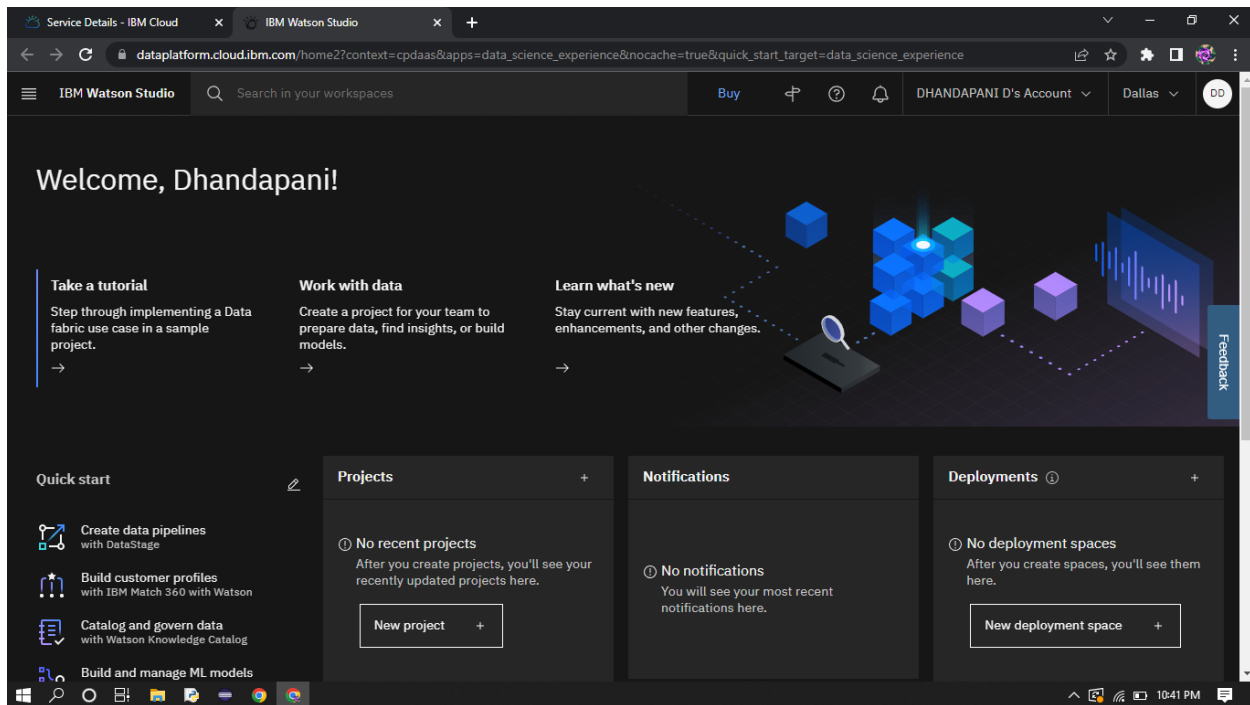 Service Details - IBM Cloud
IBM Watson Studio
dataplatform.cloud.ibm.com/home2?context=cpdaas&apps=data_science_experience&nocache=true&quick_start_target=data_science_experience
IBM Watson Studio
Search in your workspaces
Buy
DHANDAPANI D's Account
Dallas
DD
Welcome, Dhandapani!
Take a tutorial
Step through implementing a Data
fabric use case in a sample
project.
Work with data
Create a project for your team to
prepare data, find insights, or build
models.
Learn what's new
Stay current with new features,
enhancements, and other changes.
Feedback
Quick start
Create data pipelines
with DataStage
Build customer profiles
with IBM Match 360 with Watson
Catalog and govern data
with Watson Knowledge Catalog
Build and manage ML models
Projects
No recent projects
After you create projects, you'll see your
recently updated projects here.
New project +
Notifications
No notifications
You will see your most recent
notifications here.
Deployments
No deployment spaces
After you create spaces, you'll see them
here.
New deployment space +
10:41 PM